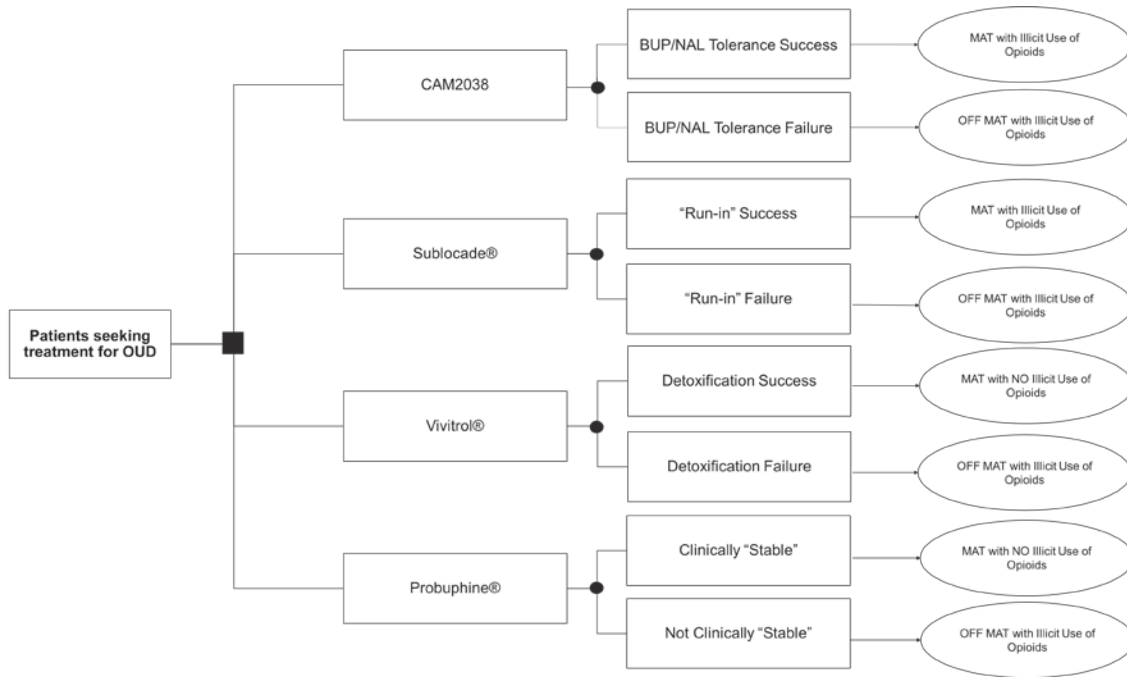 Patients seeking
treatment for OUD
CAM2038
BUP/NAL Tolerance Success
MAT with Illicit Use of
Opioids
BUP/NAL Tolerance Failure
OFF MAT with Illicit Use of
Opioids
Sublocade®
“Run-in” Success
MAT with Illicit Use of
Opioids
“Run-in” Failure
OFF MAT with Illicit Use of
Opioids
Vivitrol®
Detoxification Success
MAT with NO Illicit Use of
Opioids
Detoxification Failure
OFF MAT with Illicit Use of
Opioids
Probuphine®
Clinically “Stable”
MAT with NO Illicit Use of
Opioids
Not Clinically “Stable”
OFF MAT with Illicit Use of
Opioids